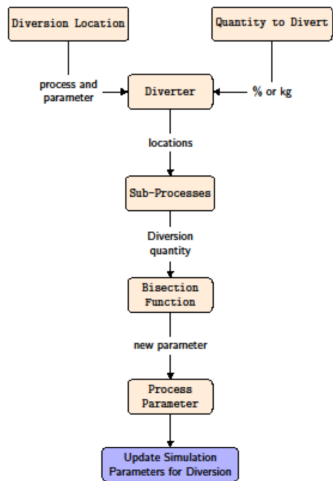 Diversion Location
Quantity to Divert
process and
parameter
Diverter
% or kg
locations
Sub-Processes
Diversion
quantity
Bisection
Function
new parameter
Process
Parameter
Update Simulation
Parameters for Diversion